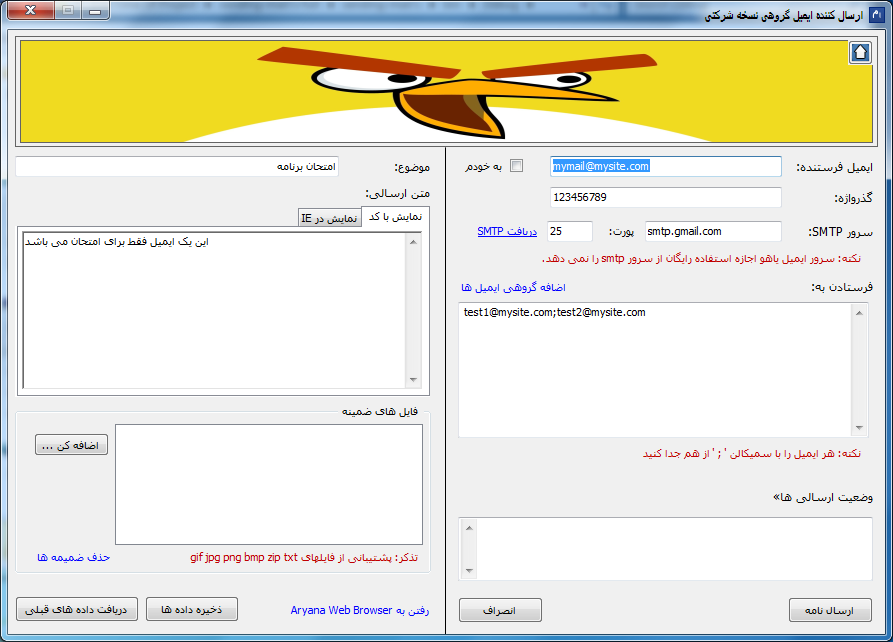 ارسال کننده ایمیل گروهی نسخه شرکتی
ایمیل فرستنده:
mymail@mysite.com
به خودم
گذرواژه:
123456789
سرور SMTP:
smtp.gmail.com
پورت:
25
دریافت SMTP
نکته: سرور ایمیل یاهو اجازه استفاده رایگان از سرور smtp را نمی دهد.
فرستادن به:
اضافه گروهی ایمیل ها
test1@mysite.com;test2@mysite.com
نکته: هر ایمیل را با سمیکالن ';' از هم جدا کنید
وضعیت ارسالی ها»
ارسال نامه
انصراف
موضوع:
امتحان برنامه
متن ارسالی:
نمایش با کد
نمایش در IE
این یک ایمیل فقط برای امتحان می باشد
فایل های ضمینه
اضافه کن ...
تذکر: پشتیبانی از فایلهای gif jpg png bmp zip txt
حذف ضمیمه ها
رفتن به Aryana Web Browser
ذخیره داده ها
دریافت داده های قبلی